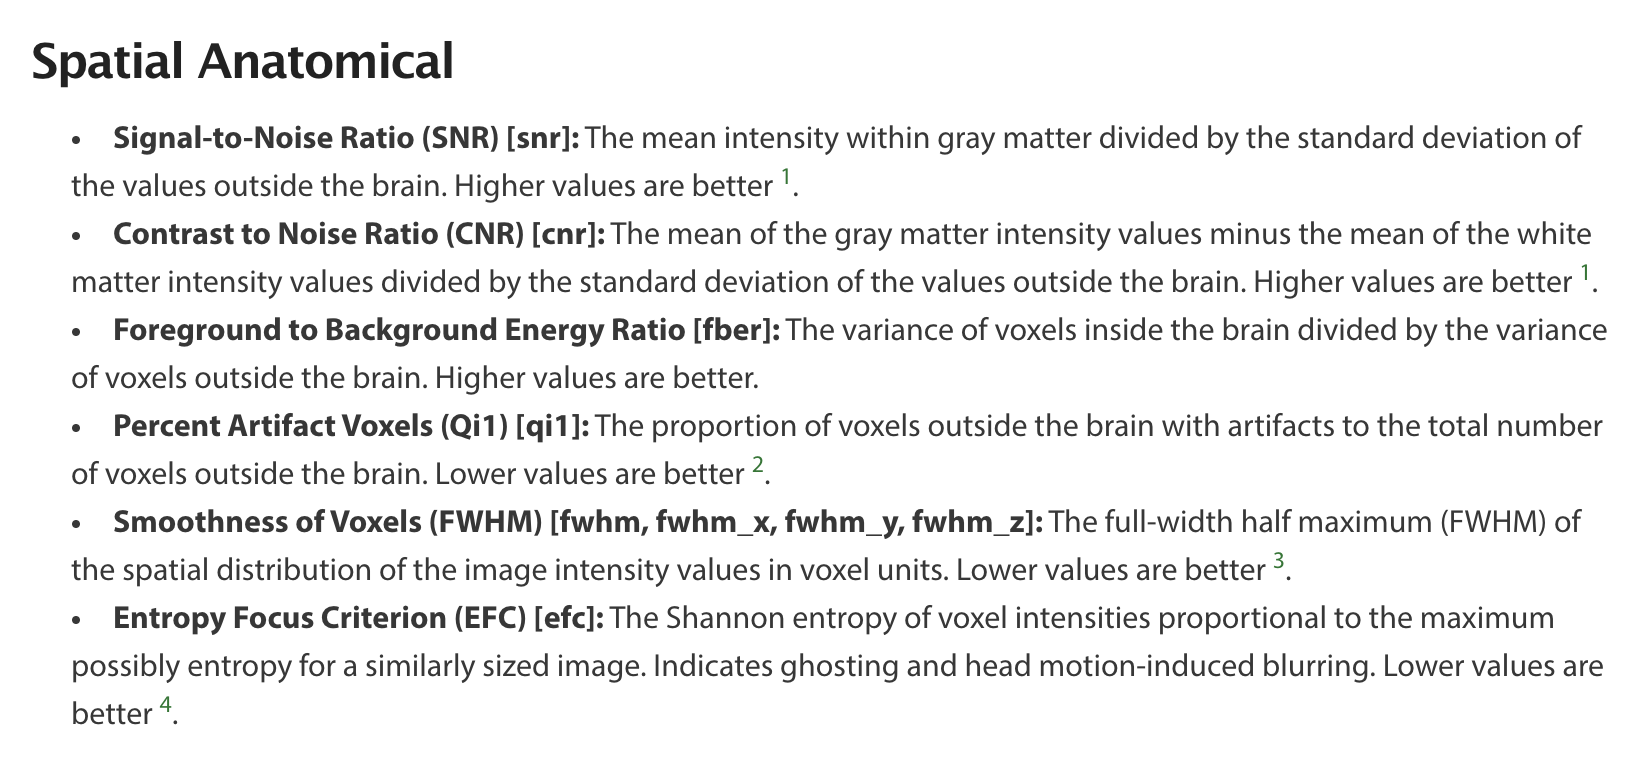 Spatial Anatomical
• Signal-to-Noise Ratio (SNR) [snr]: The mean intensity within gray matter divided by the standard deviation of
the values outside the brain. Higher values are better 1.
• Contrast to Noise Ratio (CNR) [cnr]: The mean of the gray matter intensity values minus the mean of the white
matter intensity values divided by the standard deviation of the values outside the brain. Higher values are better 1.
• Foreground to Background Energy Ratio [fber]: The variance of voxels inside the brain divided by the variance
of voxels outside the brain. Higher values are better.
• Percent Artifact Voxels (Qi1) [qi1]: The proportion of voxels outside the brain with artifacts to the total number
of voxels outside the brain. Lower values are better 2.
• Smoothness of Voxels (FWHM) [fwhm, fwhm_x, fwhm_y, fwhm_z]: The full-width half maximum (FWHM) of
the spatial distribution of the image intensity values in voxel units. Lower values are better 3.
• Entropy Focus Criterion (EFC) [efc]: The Shannon entropy of voxel intensities proportional to the maximum
possibly entropy for a similarly sized image. Indicates ghosting and head motion-induced blurring. Lower values are
better 4.